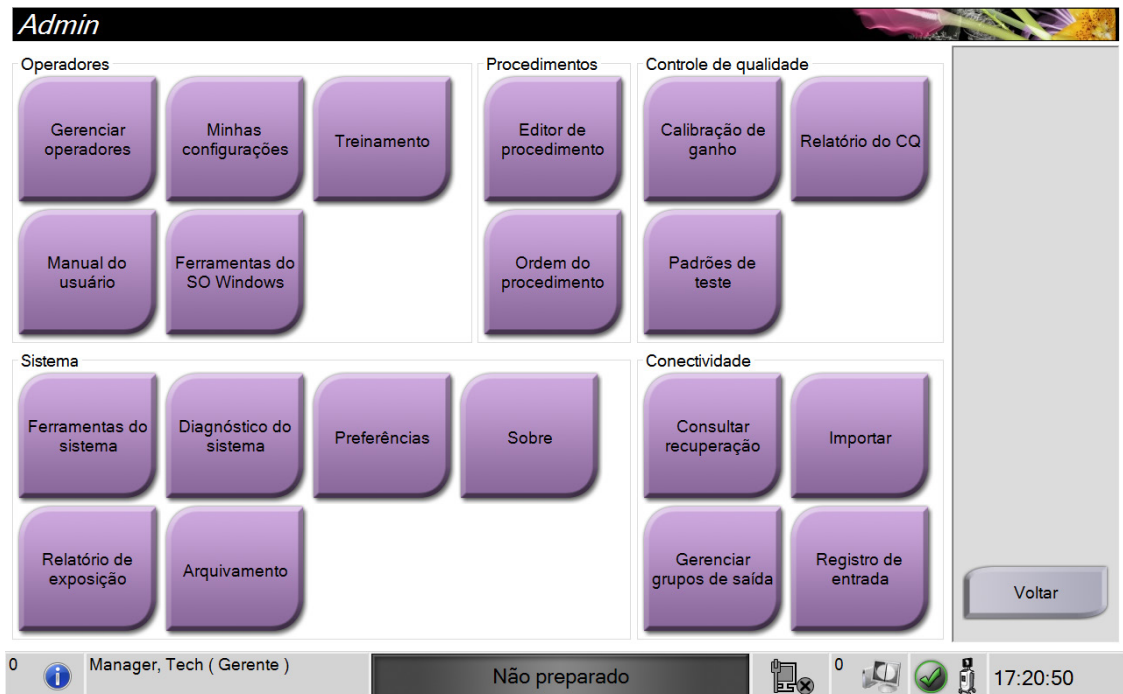 Admin
Operadores
Gerenciar
operadores
Minhas
configurações
Treinamento
Manual do
usuário
Ferramentas do
SO Windows
Procedimentos
Editor de
procedimento
Ordem do
procedimento
Controle de qualidade
Calibração de
ganho
Relatório do CQ
Padrões de
teste
Sistema
Ferramentas do
sistema
Diagnóstico do
sistema
Preferências
Sobre
Relatório de
exposição
Arquivamento
Conectividade
Consultar
recuperação
Importar
Gerenciar
grupos de saída
Registro de
entrada
Voltar
0
Manager, Tech ( Gerente )
Não preparado
0
17:20:50